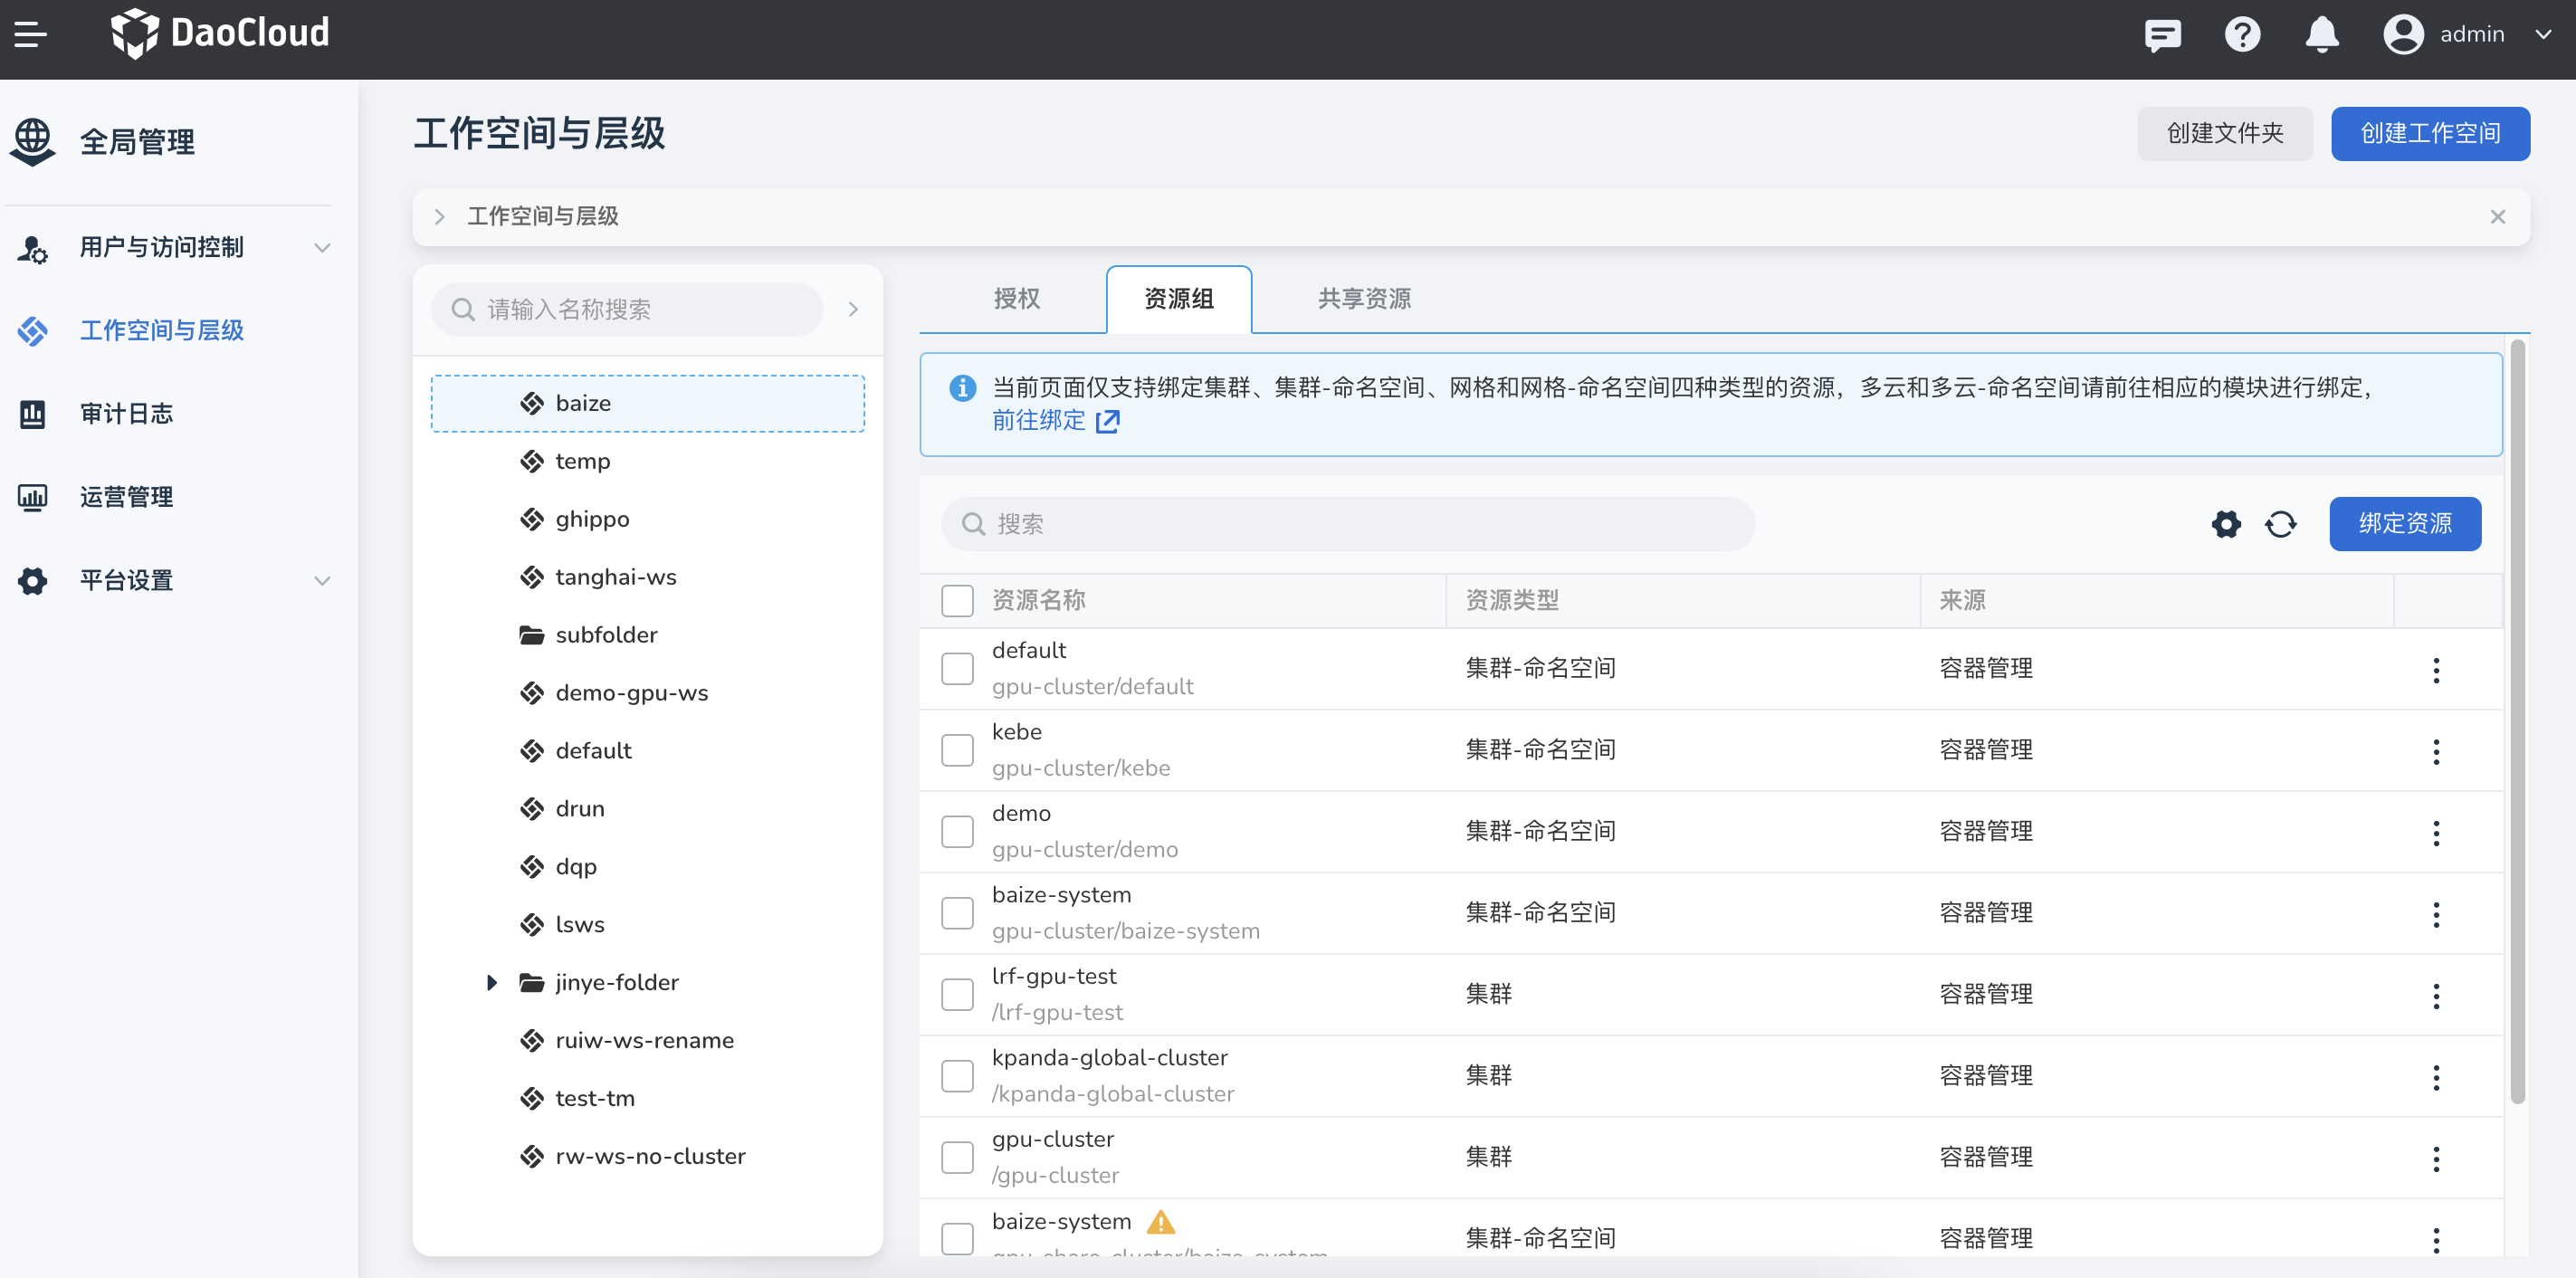 DaoCloud
admin
全局管理
用户与访问控制
工作空间与层级
审计日志
运营管理
平台设置
工作空间与层级
创建文件夹
创建工作空间
工作空间与层级
请输入名称搜索
baize
temp
ghippo
tanghai-ws
subfolder
demo-gpu-ws
default
drun
dqp
lsws
jinye-folder
ruiw-ws-rename
test-tm
rw-ws-no-cluster
授权
资源组
共享资源
当前页面仅支持绑定集群、集群-命名空间、网格和网格-命名空间四种类型的资源，多云和多云-命名空间请前往相应的模块进行绑定，
前往绑定
搜索
绑定资源
资源名称 资源类型 来源
default
gpu-cluster/default
集群-命名空间 容器管理
kebe
gpu-cluster/kebe
集群-命名空间 容器管理
demo
gpu-cluster/demo
集群-命名空间 容器管理
baize-system
gpu-cluster/baize-system
集群-命名空间 容器管理
lrf-gpu-test
/lrf-gpu-test
集群 容器管理
kpanda-global-cluster
/kpanda-global-cluster
集群 容器管理
gpu-cluster
/gpu-cluster
集群 容器管理
baize-system
gpu-share-cluster/baize-system
集群-命名空间 容器管理